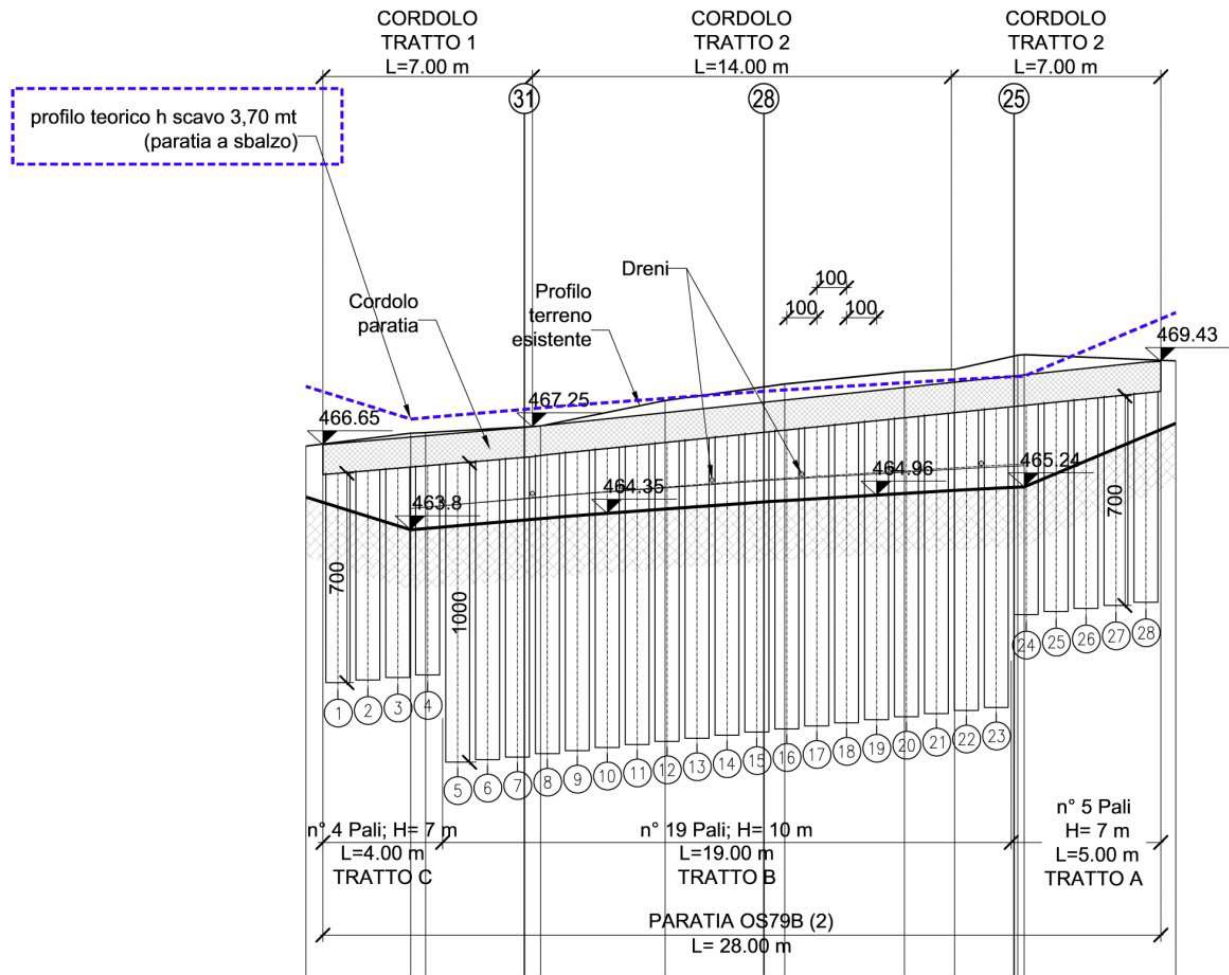 CORDOLO
TRATTO 1
L=7.00 m
CORDOLO
TRATTO 2
L=14.00 m
CORDOLO
TRATTO 2
L=7.00 m
31
28
25
profilo teorico h scavo 3,70 mt
(paratia a sbalzo)
Dreni
100
100
100
Cordolo
paratia
Profilo
terreno
esistente
469.43
466.65
467.25
463.8
464.35
464.96
465.24
700
1000
700
1
2
3
4
5
6
7
8
9
10
11
12
13
14
15
16
17
18
19
20
21
22
23
24
25
26
27
28
n° 4 Pali; H= 7 m
L=4.00 m
TRATTO C
n° 19 Pali; H= 10 m
L=19.00 m
TRATTO B
n° 5 Pali
H= 7 m
L=5.00 m
TRATTO A
PARATIA OS79B (2)
L= 28.00 m